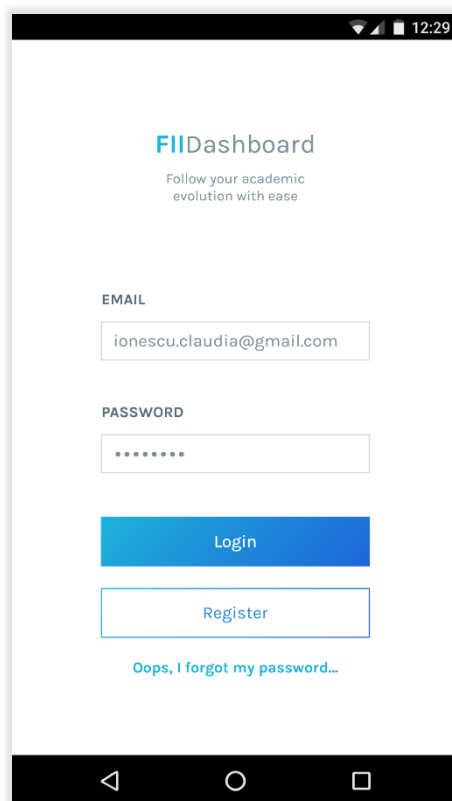 12:29
FIIDashboard
Follow your academic
evolution with ease
EMAIL
ionescu.claudia@gmail.com
PASSWORD
••••••••
Login
Register
Oops, I forgot my password...